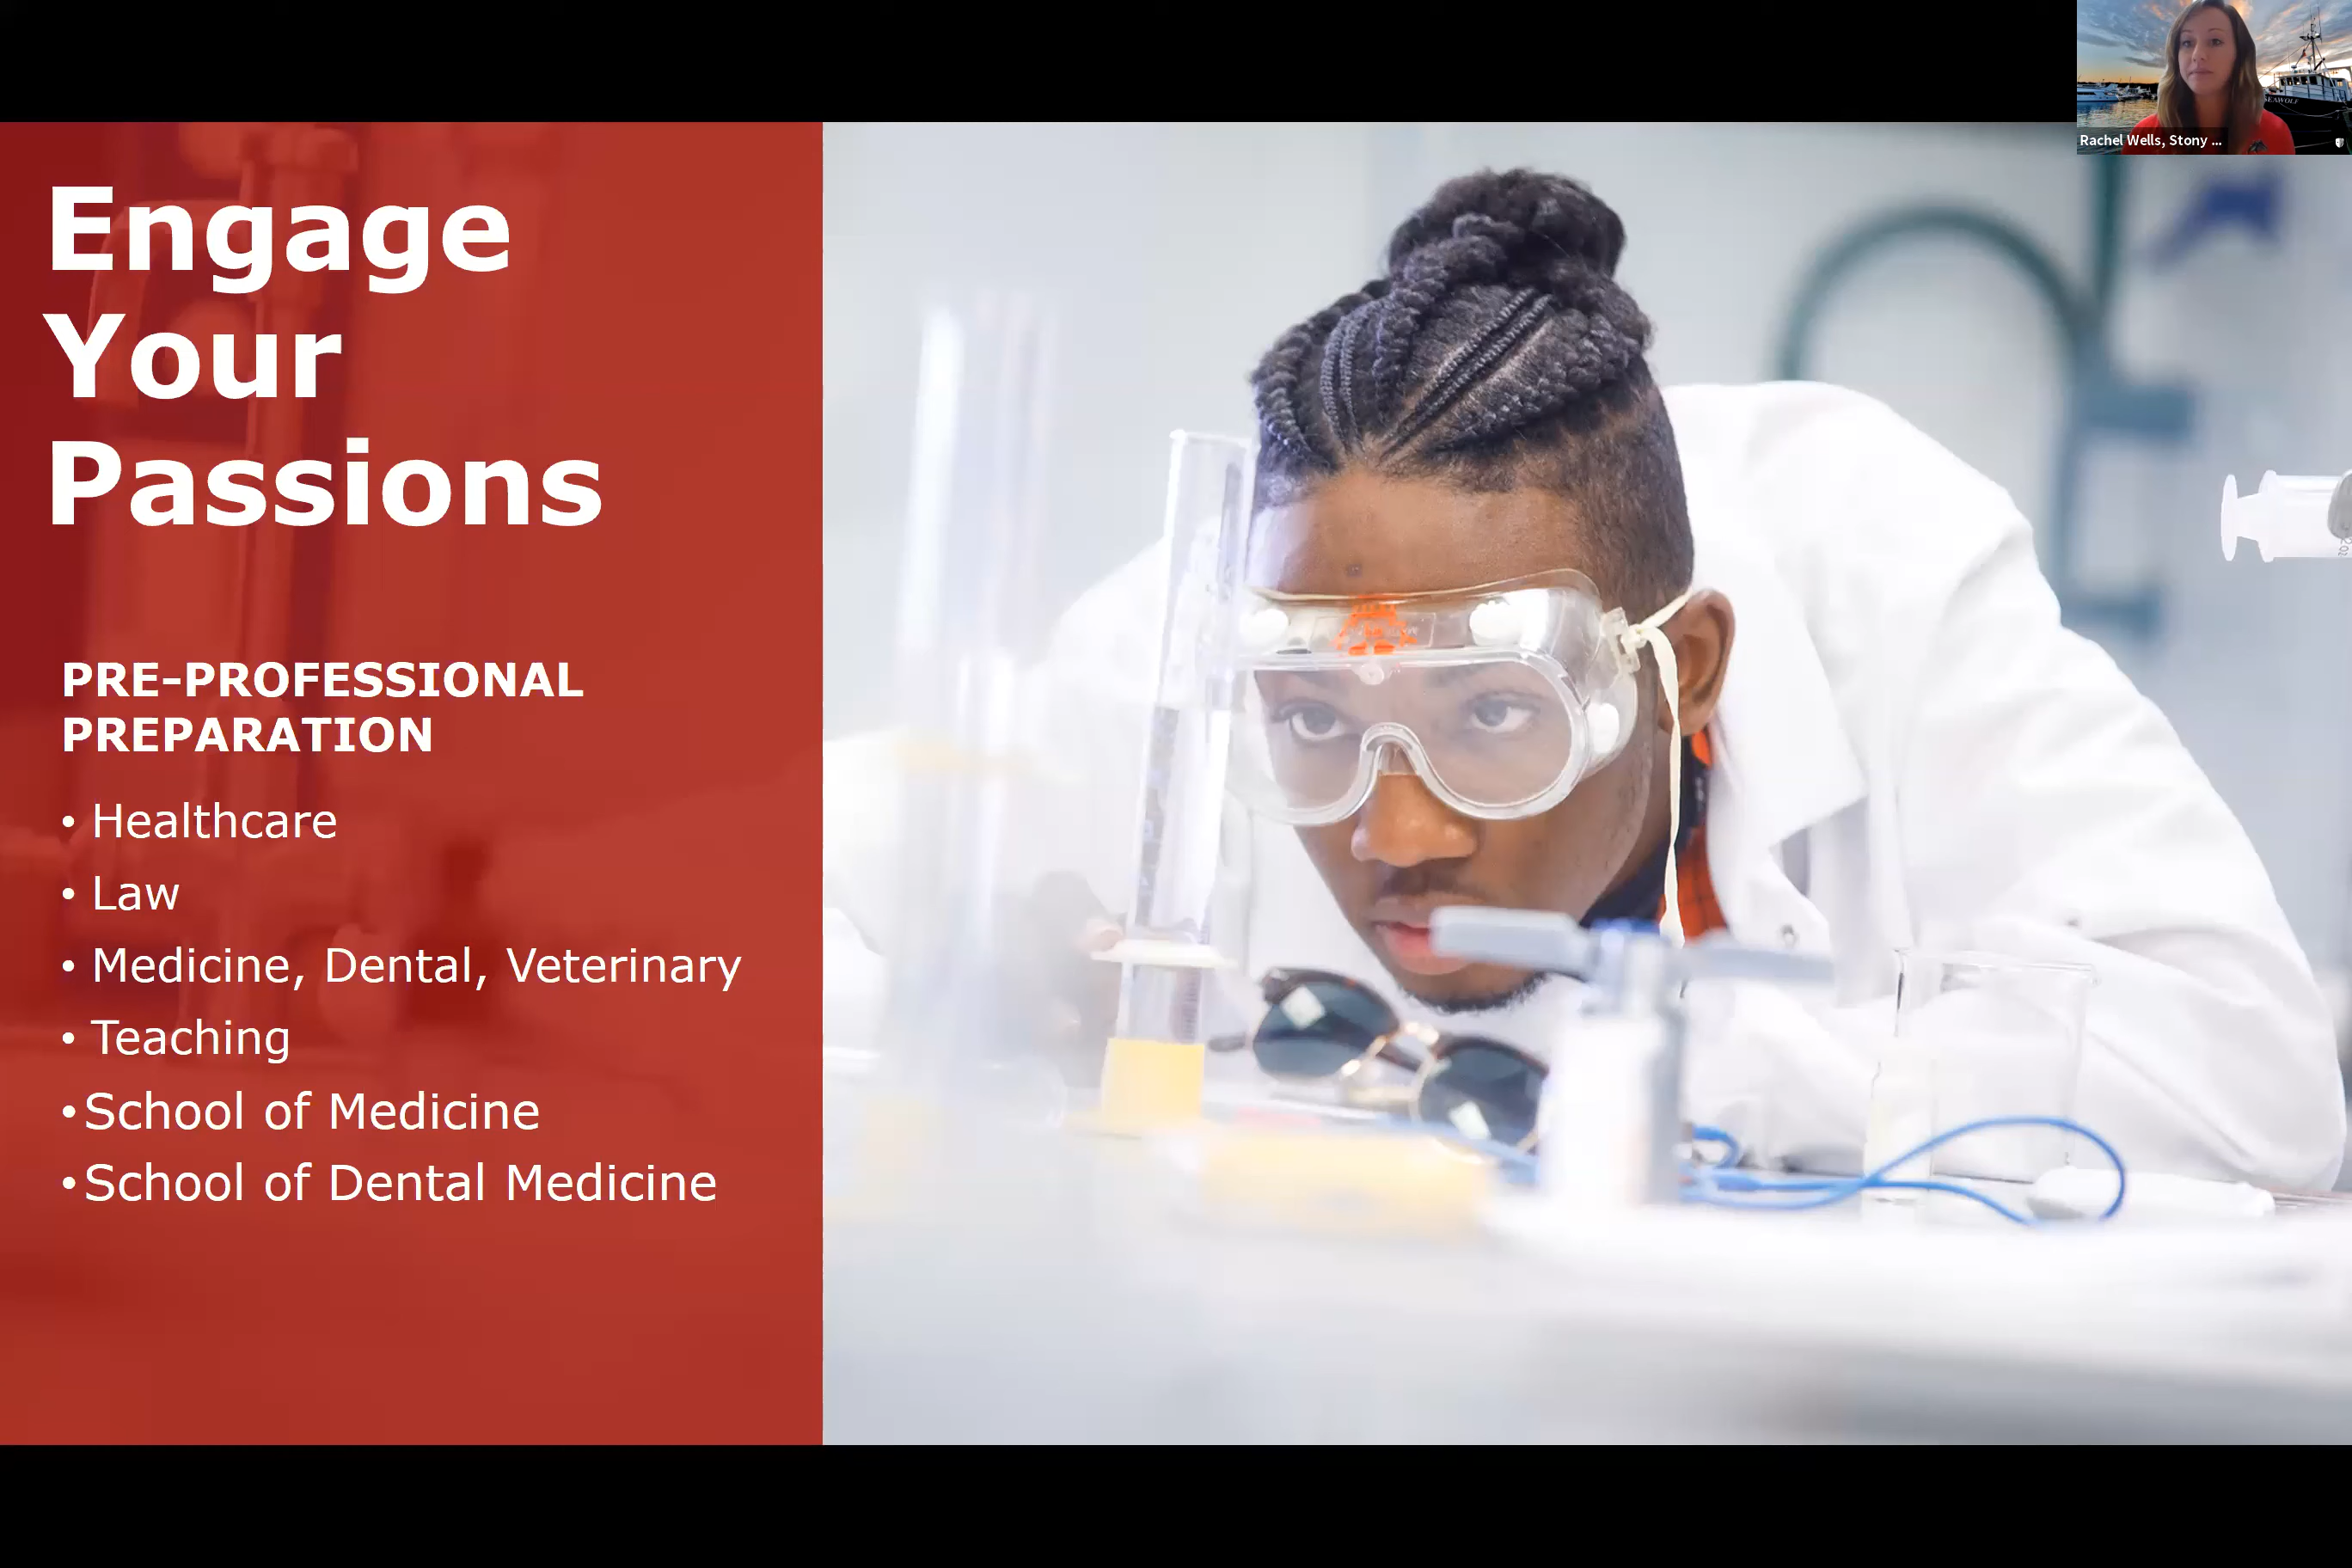 Engage
Your
Passions
PRE-PROFESSIONAL
PREPARATION
• Healthcare
• Law
• Medicine, Dental, Veterinary
• Teaching
• School of Medicine
• School of Dental Medicine
SEAWOLF
Rachel Wells, Stony ...